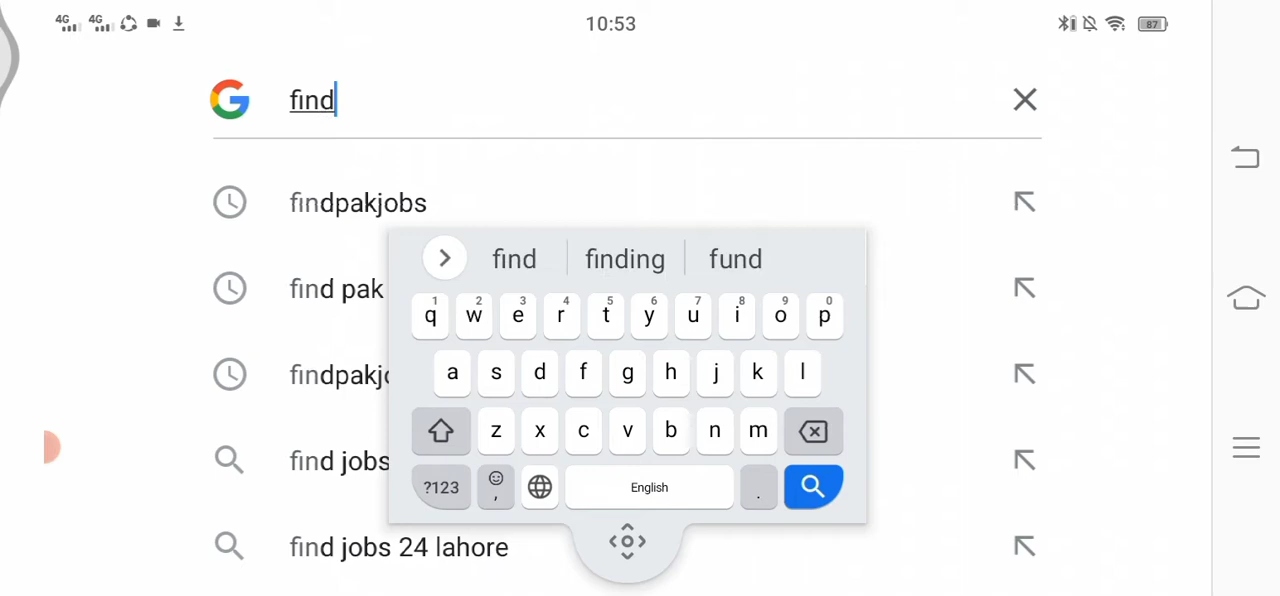 4G 4G 10:53 87
find
findpakjobs
find pak
findpakjo
find jobs
find jobs 24 lahore
find finding fund
1 2 3 4 5 6 7 8 9 0
q w e r t y u i o p
a s d f g h j k l
z x c v b n m
?123 , English .